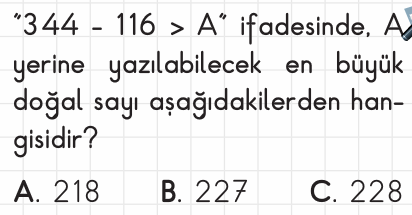 "344 - 116 > A" ifadesinde, A
yerine yazılabilecek en büyük
doğal sayı aşağıdakilerden han-
gisidir?
A. 218 B. 227 C. 228